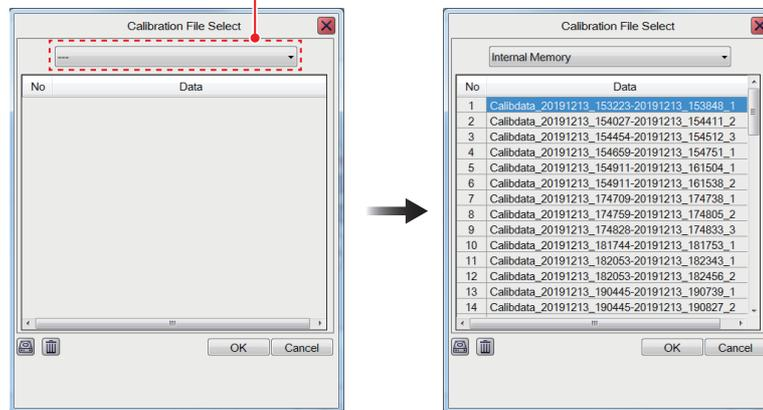 Calibration File Select
---
No Data
OK Cancel
Calibration File Select
Internal Memory
No Data
1 Calibdata_20191213_153223-20191213_153848_1
2 Calibdata_20191213_154027-20191213_154411_2
3 Calibdata_20191213_154454-20191213_154512_3
4 Calibdata_20191213_154659-20191213_154751_1
5 Calibdata_20191213_154911-20191213_161504_1
6 Calibdata_20191213_154911-20191213_161538_2
7 Calibdata_20191213_174709-20191213_174738_1
8 Calibdata_20191213_174759-20191213_174805_2
9 Calibdata_20191213_174828-20191213_174833_3
10 Calibdata_20191213_181744-20191213_181753_1
11 Calibdata_20191213_182053-20191213_182343_1
12 Calibdata_20191213_182053-20191213_182456_2
13 Calibdata_20191213_190445-20191213_190739_1
14 Calibdata_20191213_190445-20191213_190827_2
OK Cancel